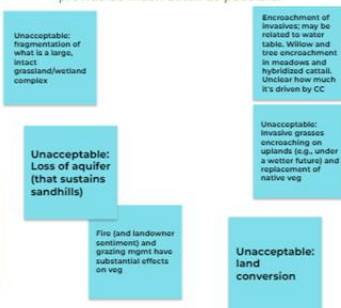 Unacceptable:
fragmentation of
what is a large,
intact
grassland/wetland
complex
Encroachment of
invasives; may be
related to water
table. Willow and
tree encroachment
in meadows and
hybridized cattail.
Unclear how much
it's driven by CC
Unacceptable:
Invasive grasses
encroaching on
uplands (e.g., under
a wetter future) and
replacement of
native veg
Unacceptable:
Loss of aquifer
(that sustains
sandhills)
Fire (and landowner
sentiment) and
grazing mgmt have
substantial effects
on veg
Unacceptable:
land
conversion